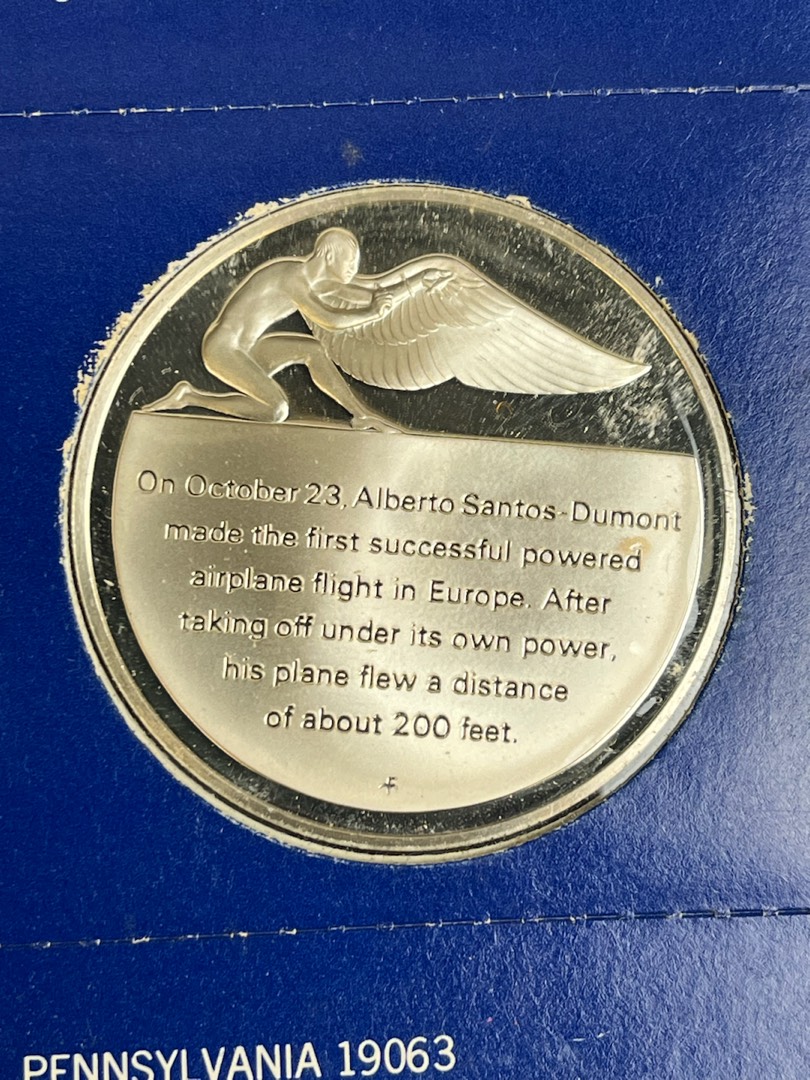 On October 23, Alberto Santos-Dumont
made the first successful powered
airplane flight in Europe. After
taking off under its own power,
his plane flew a distance
of about 200 feet.
PENNSYLVANIA 19063